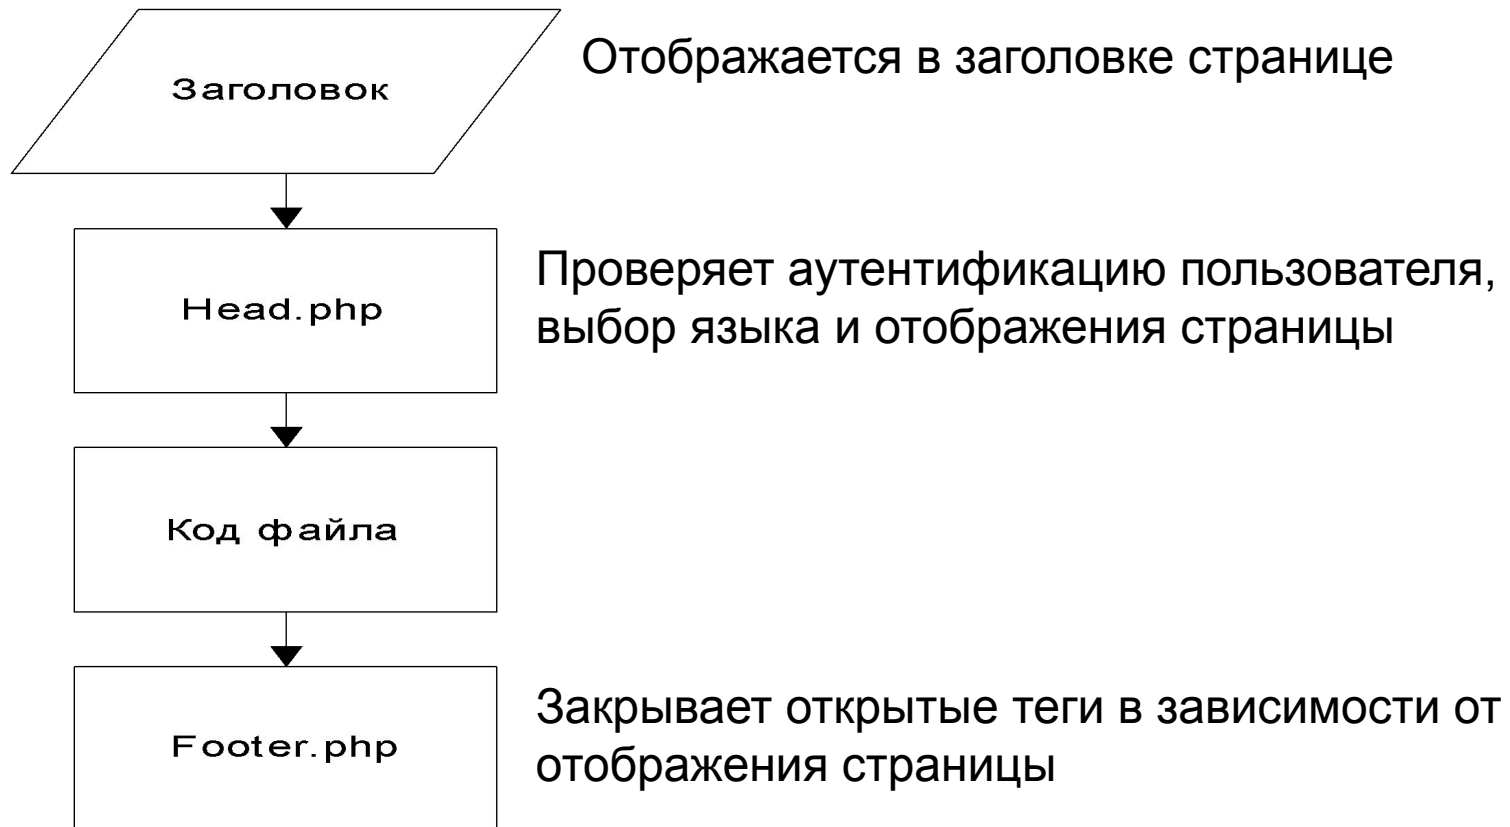 Заголовок
Отображается в заголовке странице
Head.php
Проверяет аутентификацию пользователя,
выбор языка и отображения страницы
Код файла
Footer.php
Закрывает открытые теги в зависимости от
отображения страницы